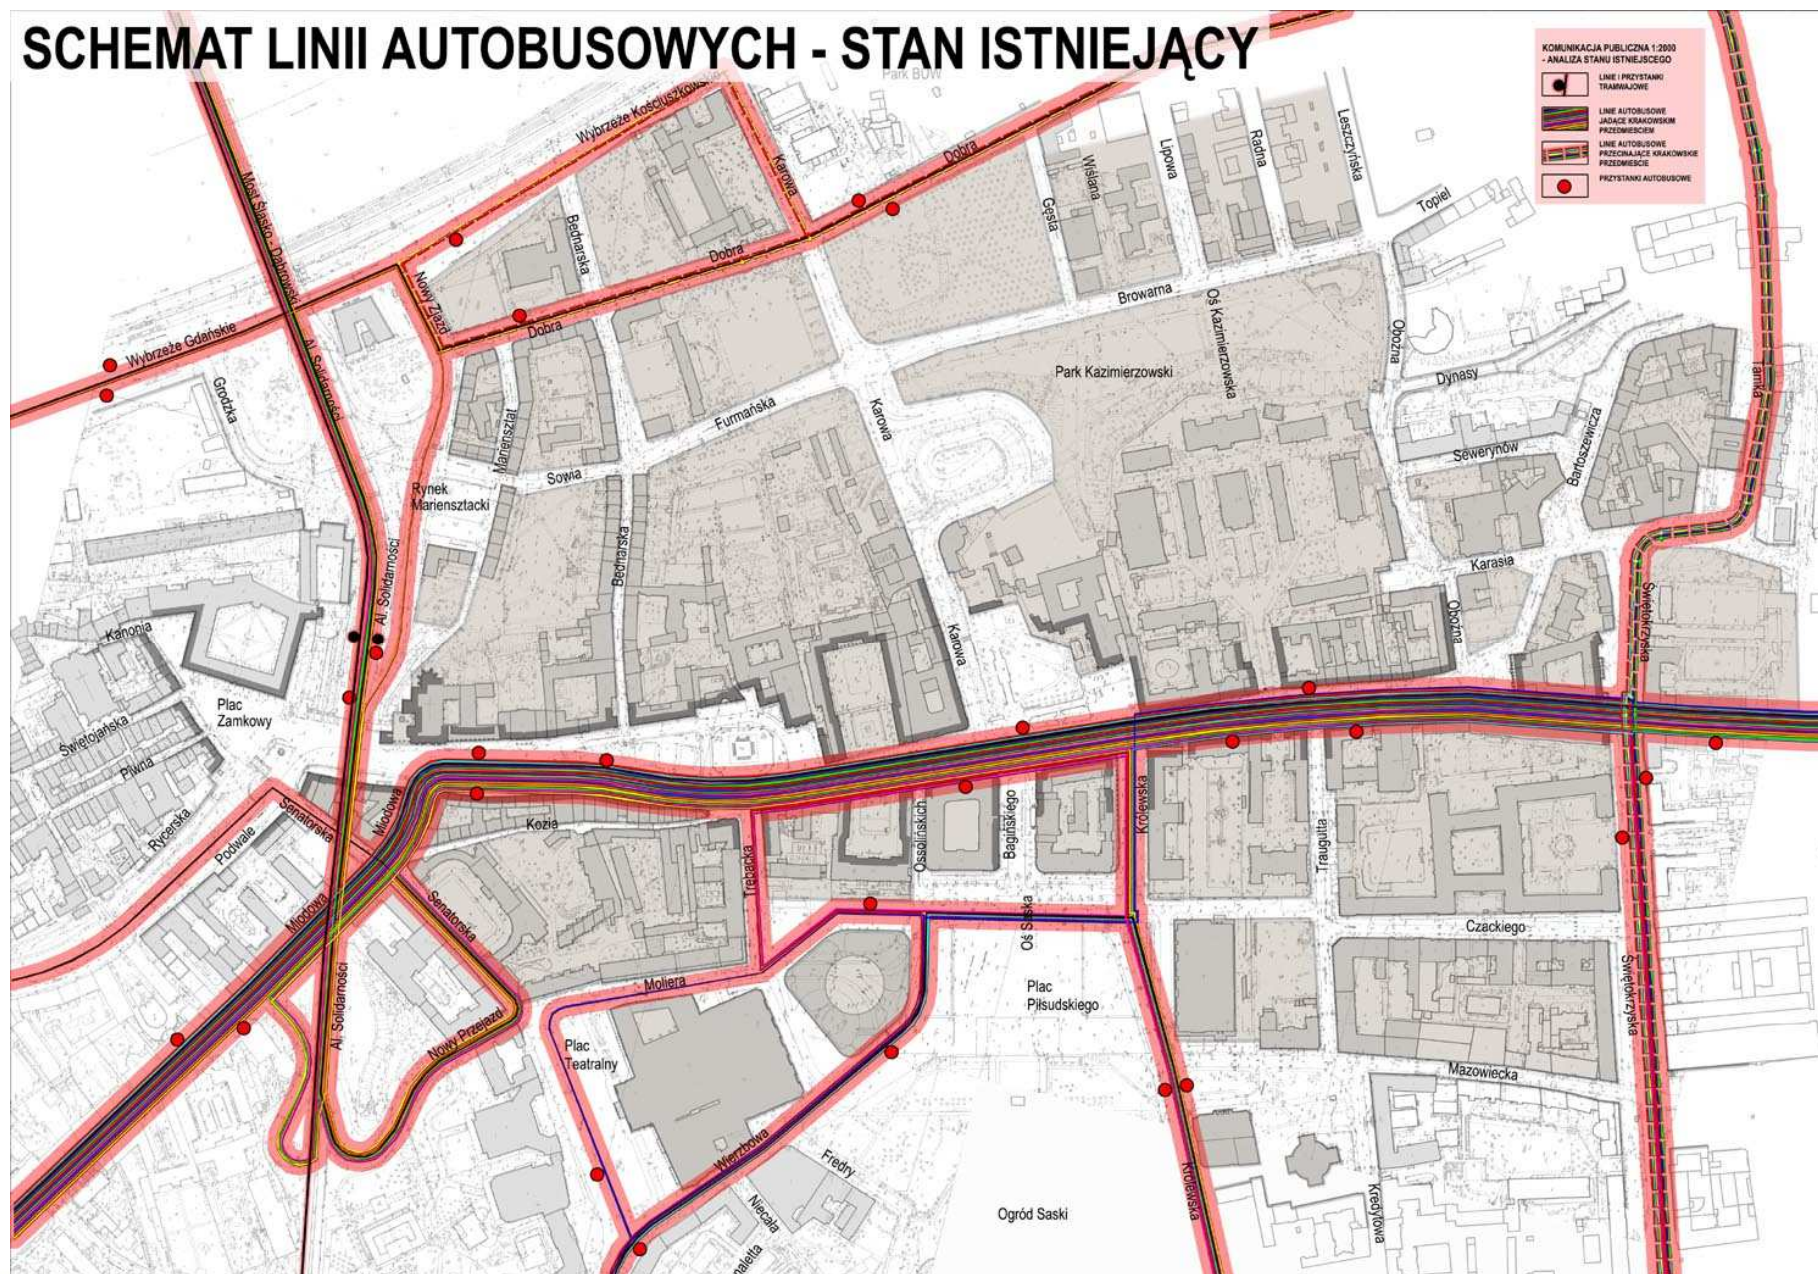 SCHEMAT LINII AUTOBUSOWYCH - STAN ISTNIEJĄCY
KOMUNIKACJA PUBLICZNA 1:2000
- ANALIZA STANU ISTNIEJSCEGO
LINIE I PRZYSTANKI
TRAMWAJOWE
LINIE AUTOBUSOWE
JADĄCE KRAKOWSKIM
PRZEDMIEŚCIEM
LINIE AUTOBUSOWE
PRZECINAJĄCE KRAKOWSKIE
PRZEDMIEŚCIE
PRZYSTANKI AUTOBUSOWE
Park BUW
Wybrzeże Kościuszkowskie
Karowa
Dobra
Gęsta
Wiślana
Lipowa
Radna
Leszczyńska
Topiel
Most Śląsko - Dąbrowski
Bednarska
Dobra
Nowy Zjazd
Dobra
Browarna
Oś Kazimierzowska
Oboźna
Wybrzeże Gdańskie
Al. Solidarności
Grodzka
Park Kazimierzowski
Dynasy
Tamka
Mariensztat
Furmańska
Karowa
Sewerynów
Bartoszewicza
Sowia
Rynek
Mariensztacki
Bednarska
Al. Solidarności
Karasia
Oboźna
Świętokrzyska
Kanonia
Karowa
Plac
Zamkowy
Świętojańska
Piwna
Rycerska
Podwale
Senatorska
Miodowa
Kozia
Trębacka
Ossolińskich
Bagińskiego
Królewska
Traugutta
Miodowa
Senatorska
Oś Saska
Czackiego
Al. Solidarności
Nowy Przejazd
Moliera
Plac
Piłsudskiego
Świętokrzyska
Plac
Teatralny
Mazowiecka
Wierzbowa
Fredry
Niecała
Królewska
Kredytowa
Ogród Saski